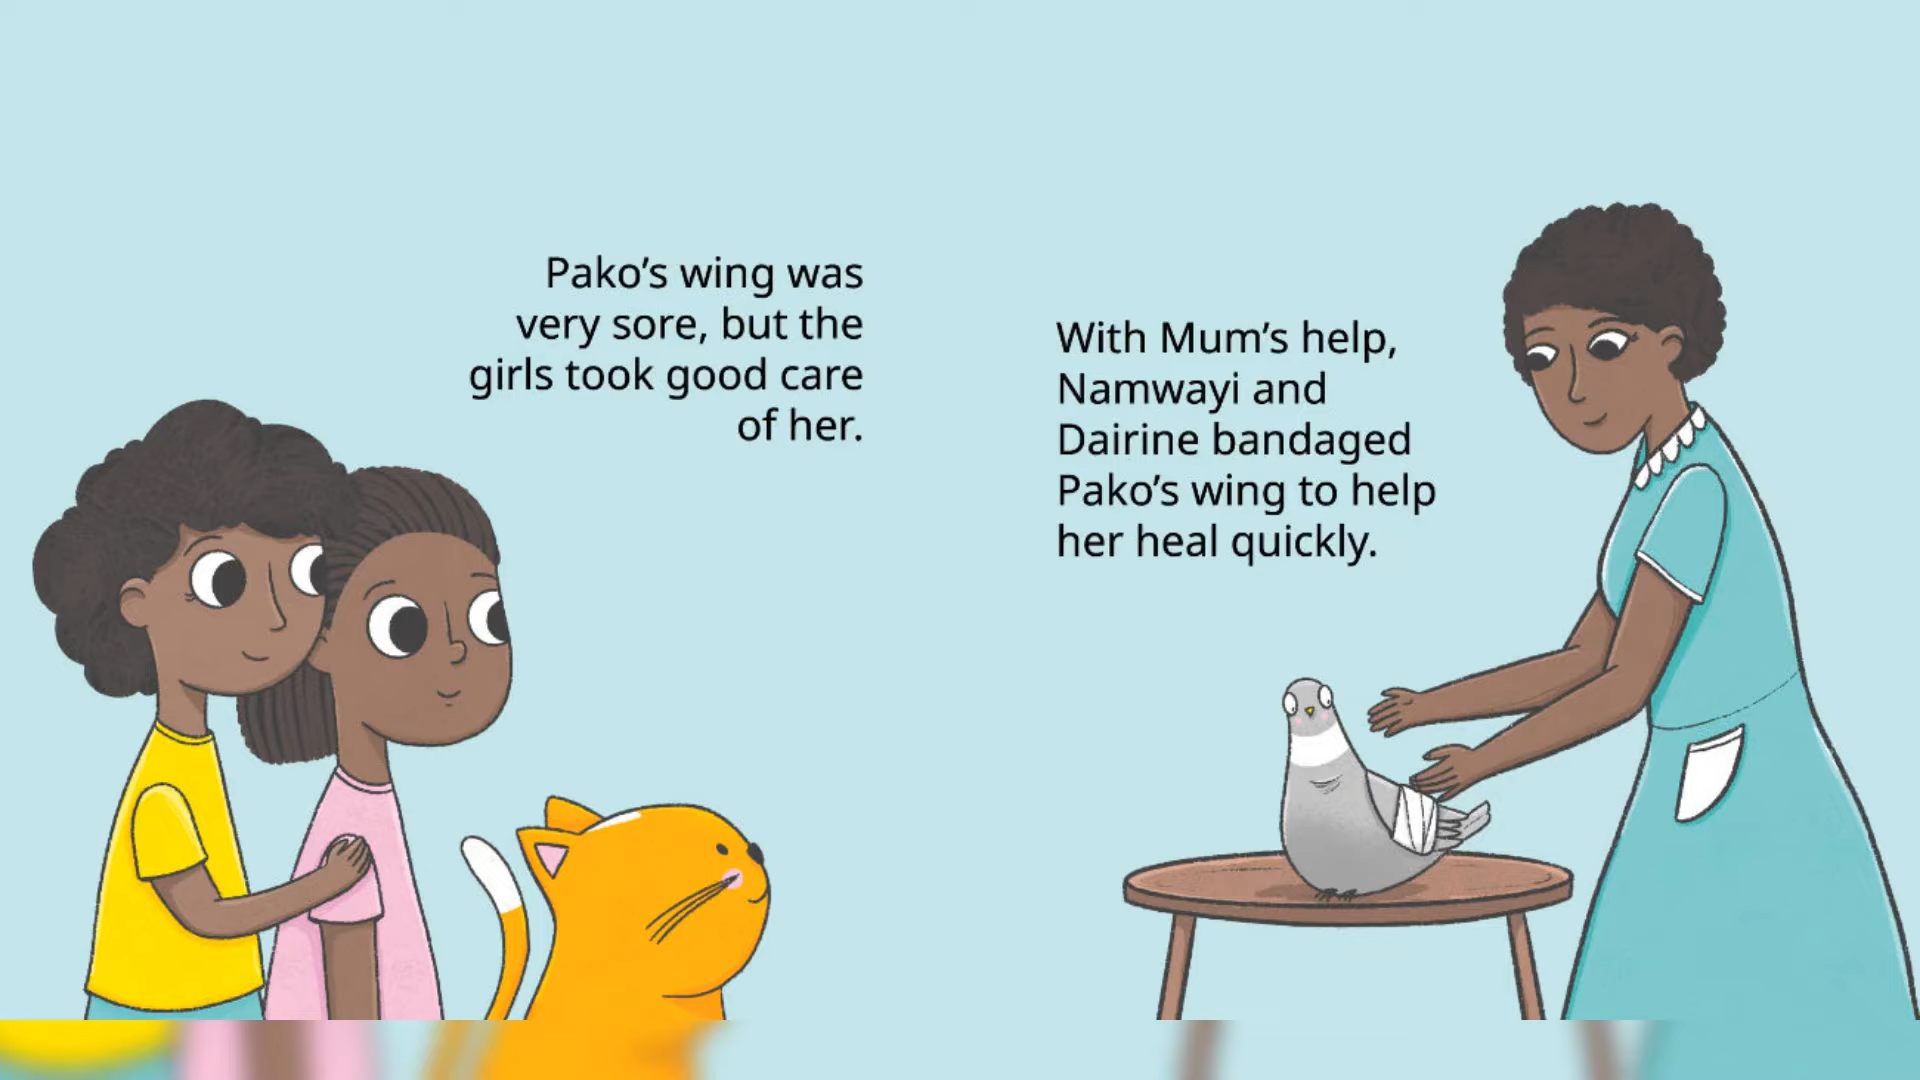 Pako’s wing was
very sore, but the
girls took good care
of her.
With Mum’s help,
Namwayi and
Dairine bandaged
Pako’s wing to help
her heal quickly.